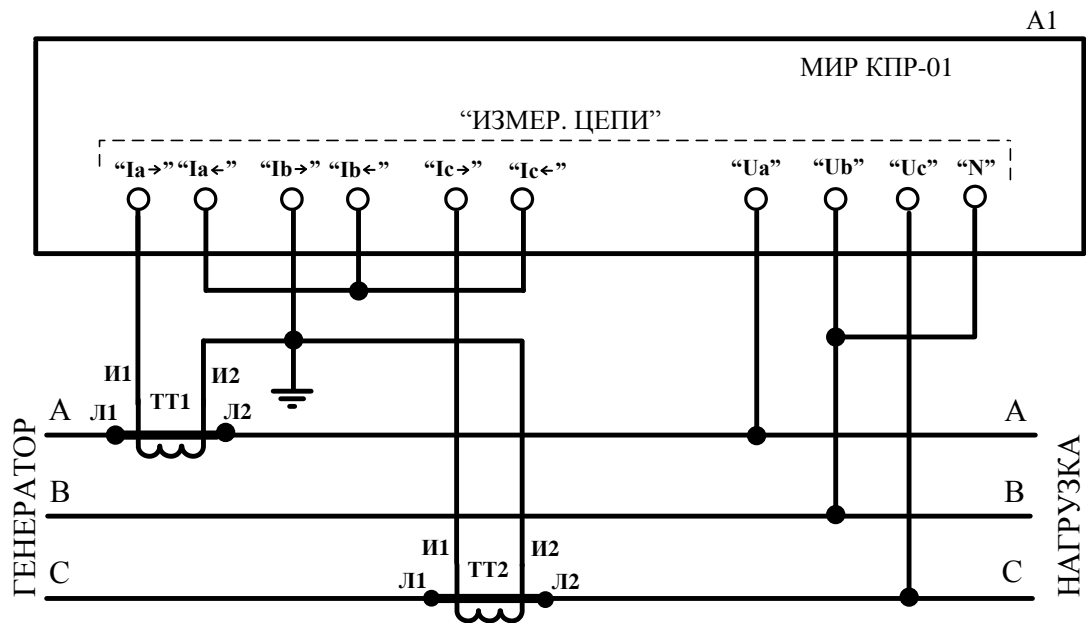 А1
МИР КПР-01
“ИЗМЕР. ЦЕПИ”
“Ia→” “Ia←” “Ib→” “Ib←” “Ic→” “Ic←” “Ua” “Ub” “Uc” “N”
И1 И2
ТТ1
А Л1 Л2 А
ГЕНЕРАТОР
В В
НАГРУЗКА
И1 И2
ТТ2
С Л1 Л2 С